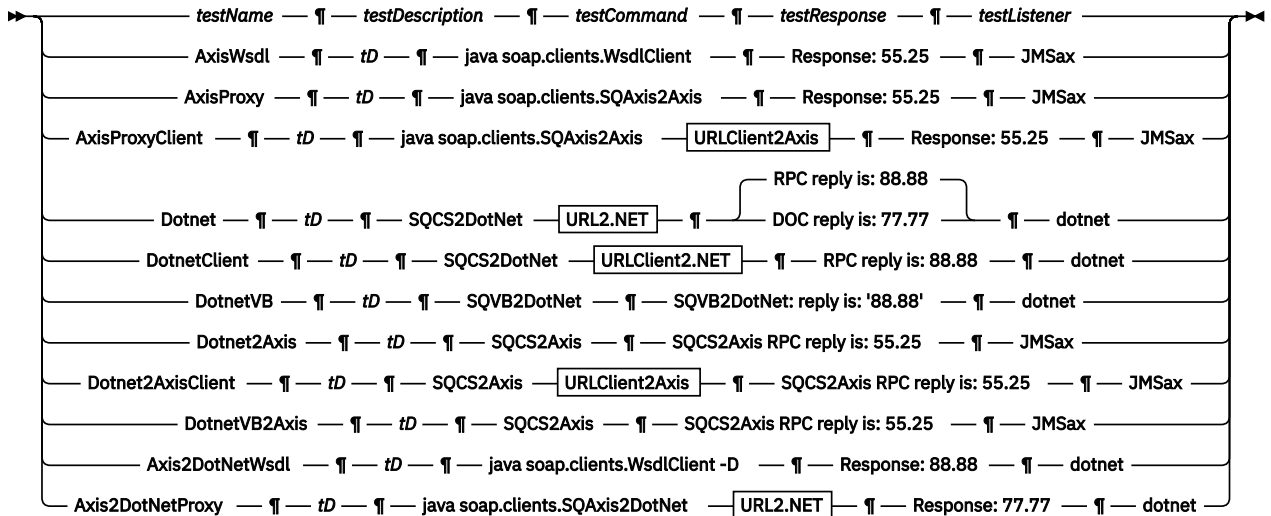 testName ¶ testDescription ¶ testCommand ¶ testResponse ¶ testListener
AxisWsdl ¶ tD ¶ java soap.clients.WsdlClient ¶ Response: 55.25 ¶ JMSax
AxisProxy ¶ tD ¶ java soap.clients.SQAxis2Axis ¶ Response: 55.25 ¶ JMSax
AxisProxyClient ¶ tD ¶ java soap.clients.SQAxis2Axis URLClient2Axis ¶ Response: 55.25 ¶ JMSax
RPC reply is: 88.88
Dotnet ¶ tD ¶ SQCS2DotNet URL2.NET ¶ DOC reply is: 77.77 ¶ dotnet
DotnetClient ¶ tD ¶ SQCS2DotNet URLClient2.NET ¶ RPC reply is: 88.88 ¶ dotnet
DotnetVB ¶ tD ¶ SQVB2DotNet ¶ SQVB2DotNet: reply is: '88.88' ¶ dotnet
Dotnet2Axis ¶ tD ¶ SQCS2Axis ¶ SQCS2Axis RPC reply is: 55.25 ¶ JMSax
Dotnet2AxisClient ¶ tD ¶ SQCS2Axis URLClient2Axis ¶ SQCS2Axis RPC reply is: 55.25 ¶ JMSax
DotnetVB2Axis ¶ tD ¶ SQCS2Axis ¶ SQCS2Axis RPC reply is: 55.25 ¶ JMSax
Axis2DotNetWsdl ¶ tD ¶ java soap.clients.WsdlClient -D ¶ Response: 88.88 ¶ dotnet
Axis2DotNetProxy ¶ tD ¶ java soap.clients.SQAxis2DotNet URL2.NET ¶ Response: 77.77 ¶ dotnet